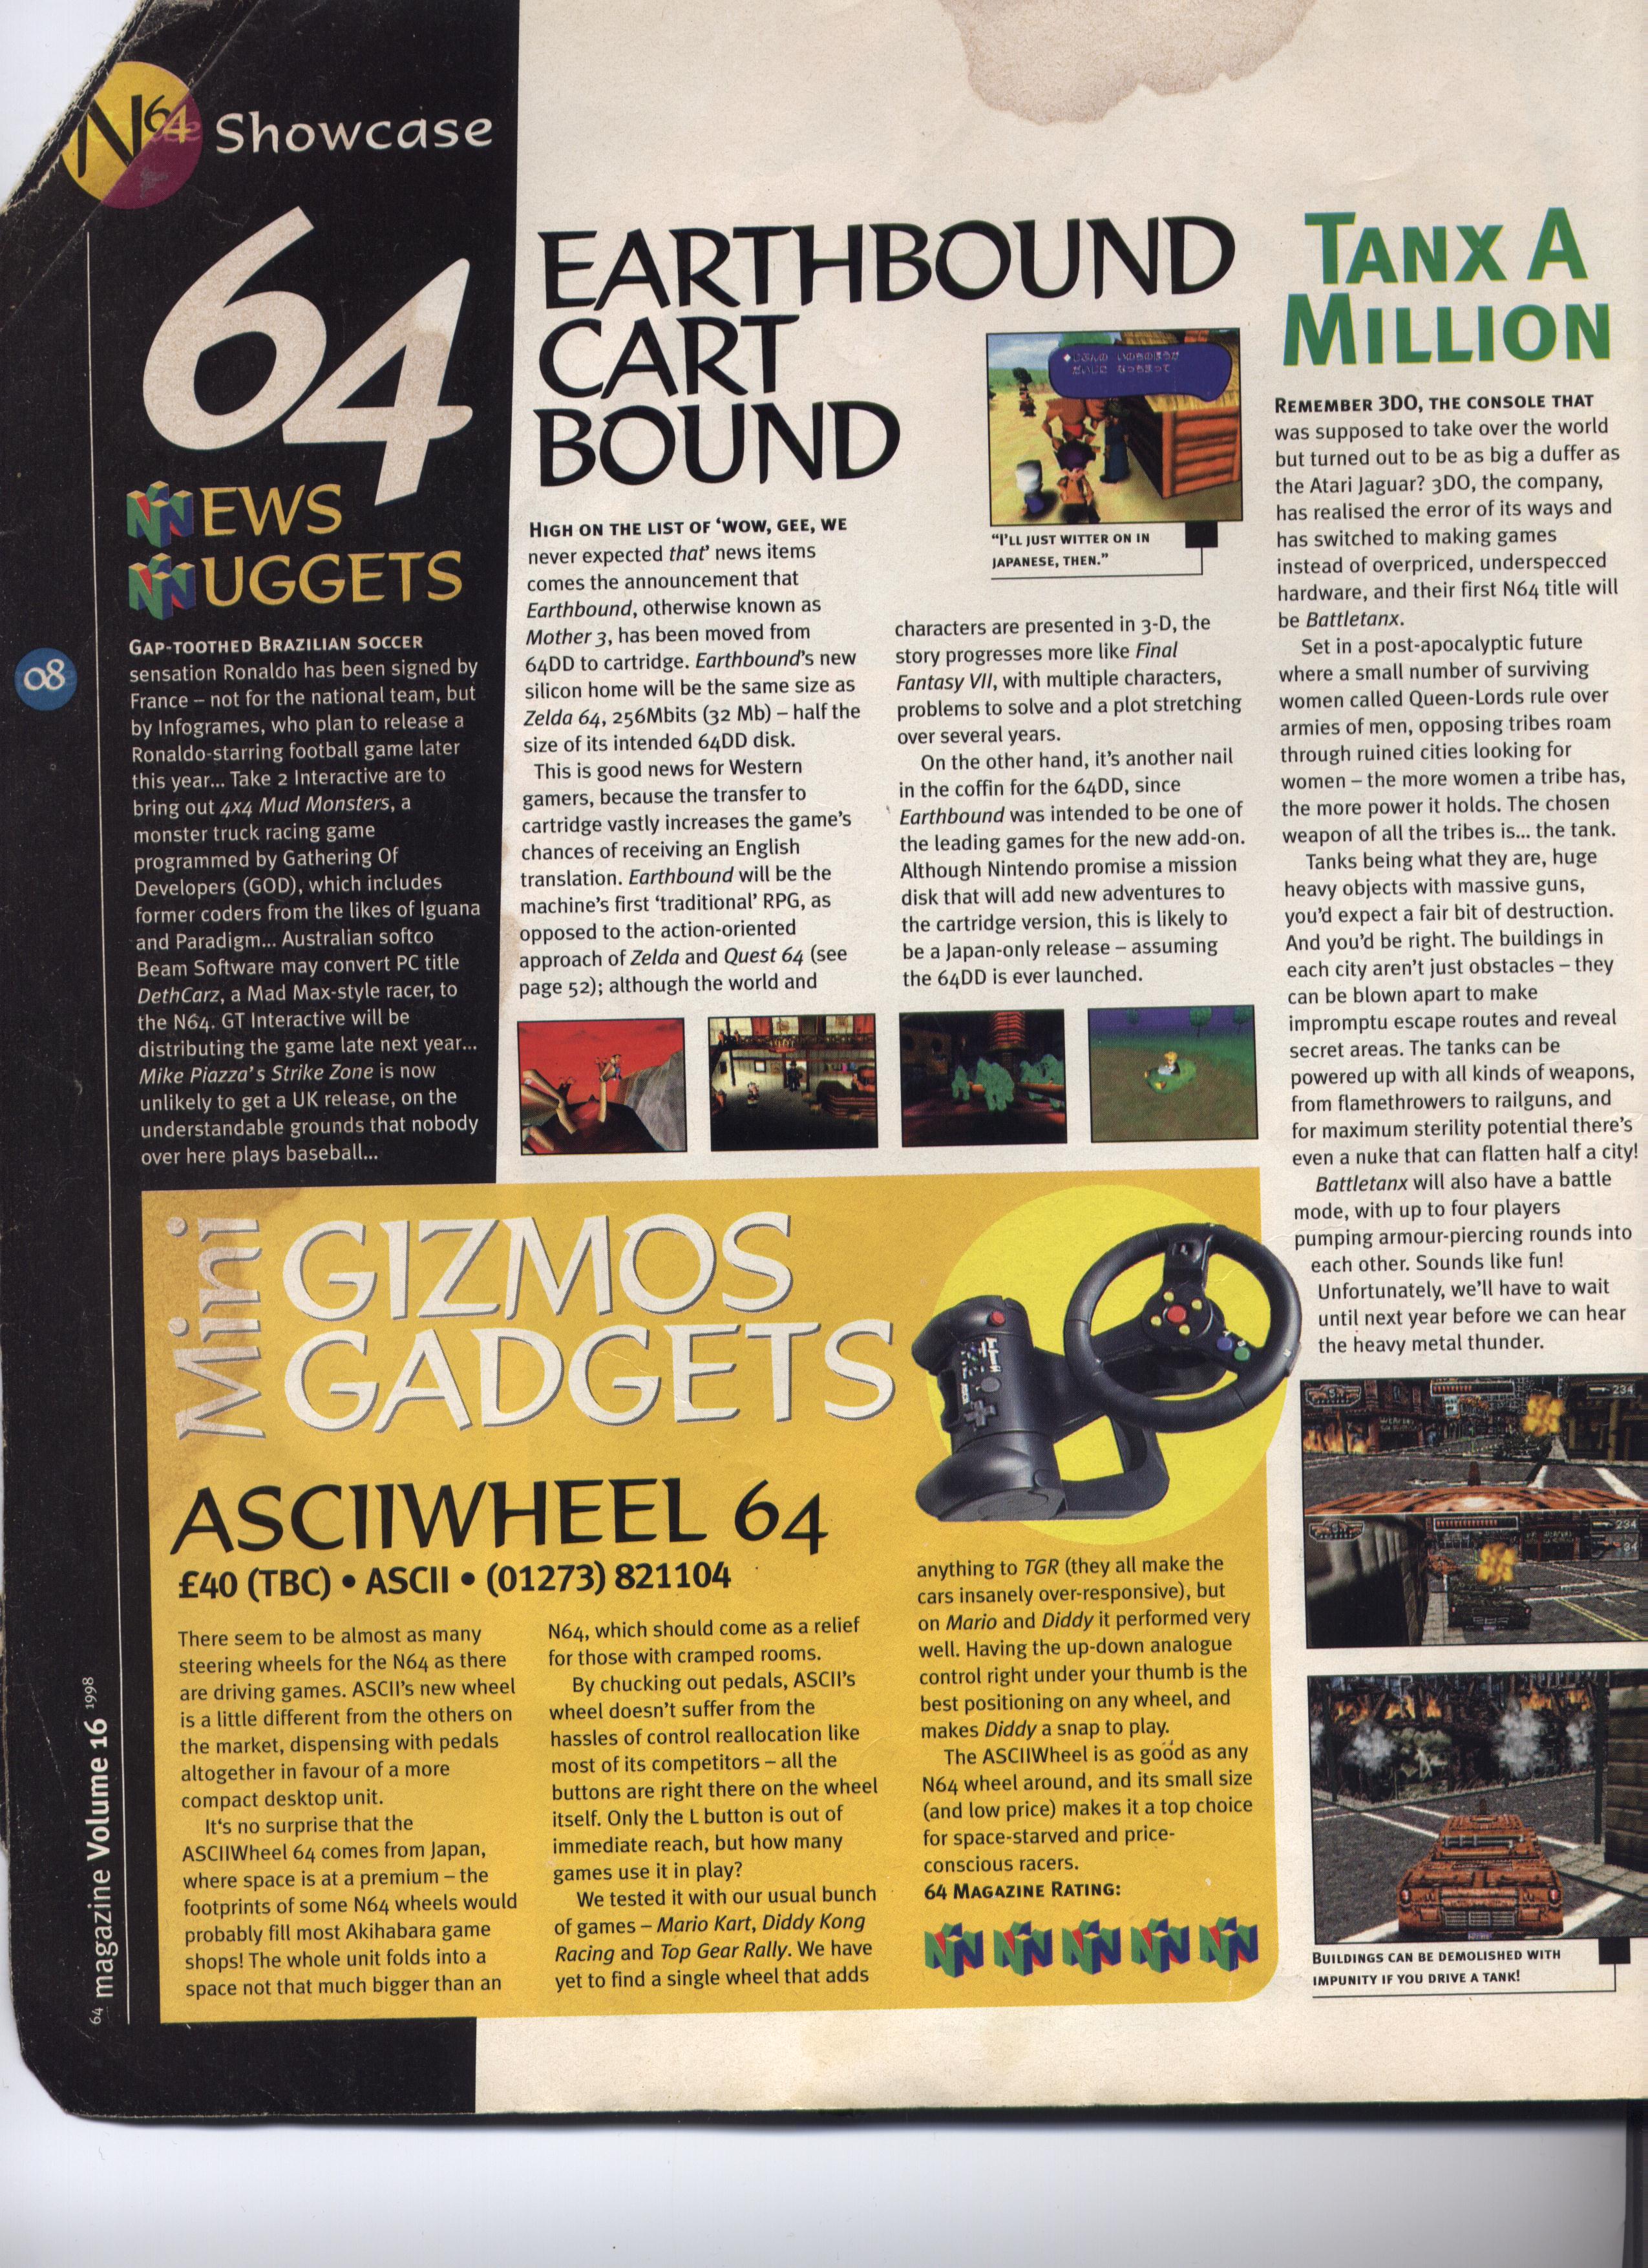 N64 Showcase
64
NEWS
NUGGETS
GAP-TOOTHED BRAZILIAN SOCCER
sensation Ronaldo has been signed by
France – not for the national team, but
by Infogrames, who plan to release a
Ronaldo-starring football game later
this year... Take 2 Interactive are to
bring out 4x4 Mud Monsters, a
monster truck racing game
programmed by Gathering Of
Developers (GOD), which includes
former coders from the likes of Iguana
and Paradigm... Australian softco
Beam Software may convert PC title
DethCarz, a Mad Max-style racer, to
the N64. GT Interactive will be
distributing the game late next year...
Mike Piazza's Strike Zone is now
unlikely to get a UK release, on the
understandable grounds that nobody
over here plays baseball...
08
EARTHBOUND
CART
BOUND
HIGH ON THE LIST OF ‘WOW, GEE, WE
never expected that’ news items
comes the announcement that
Earthbound, otherwise known as
Mother 3, has been moved from
64DD to cartridge. Earthbound's new
silicon home will be the same size as
Zelda 64, 256Mbits (32 Mb) – half the
size of its intended 64DD disk.
This is good news for Western
gamers, because the transfer to
cartridge vastly increases the game's
chances of receiving an English
translation. Earthbound will be the
machine's first ‘traditional’ RPG, as
opposed to the action-oriented
approach of Zelda and Quest 64 (see
page 52); although the world and
◆じぶんの いのちのほうが
だいじに なっちまって
“I'LL JUST WITTER ON IN
JAPANESE, THEN.”
characters are presented in 3-D, the
story progresses more like Final
Fantasy VII, with multiple characters,
problems to solve and a plot stretching
over several years.
On the other hand, it's another nail
in the coffin for the 64DD, since
Earthbound was intended to be one of
the leading games for the new add-on.
Although Nintendo promise a mission
disk that will add new adventures to
the cartridge version, this is likely to
be a Japan-only release – assuming
the 64DD is ever launched.
TANX A
MILLION
REMEMBER 3DO, THE CONSOLE THAT
was supposed to take over the world
but turned out to be as big a duffer as
the Atari Jaguar? 3DO, the company,
has realised the error of its ways and
has switched to making games
instead of overpriced, underspecced
hardware, and their first N64 title will
be Battletanx.
Set in a post-apocalyptic future
where a small number of surviving
women called Queen-Lords rule over
armies of men, opposing tribes roam
through ruined cities looking for
women – the more women a tribe has,
the more power it holds. The chosen
weapon of all the tribes is... the tank.
Tanks being what they are, huge
heavy objects with massive guns,
you'd expect a fair bit of destruction.
And you'd be right. The buildings in
each city aren't just obstacles – they
can be blown apart to make
impromptu escape routes and reveal
secret areas. The tanks can be
powered up with all kinds of weapons,
from flamethrowers to railguns, and
for maximum sterility potential there's
even a nuke that can flatten half a city!
Battletanx will also have a battle
mode, with up to four players
pumping armour-piercing rounds into
each other. Sounds like fun!
Unfortunately, we'll have to wait
until next year before we can hear
the heavy metal thunder.
234
234
34
BUILDINGS CAN BE DEMOLISHED WITH
IMPUNITY IF YOU DRIVE A TANK!
Mini
GIZMOS
GADGETS
ASCIIWHEEL 64
£40 (TBC) • ASCII • (01273) 821104
There seem to be almost as many
steering wheels for the N64 as there
are driving games. ASCII's new wheel
is a little different from the others on
the market, dispensing with pedals
altogether in favour of a more
compact desktop unit.
It‘s no surprise that the
ASCIIWheel 64 comes from Japan,
where space is at a premium – the
footprints of some N64 wheels would
probably fill most Akihabara game
shops! The whole unit folds into a
space not that much bigger than an
N64, which should come as a relief
for those with cramped rooms.
By chucking out pedals, ASCII's
wheel doesn't suffer from the
hassles of control reallocation like
most of its competitors – all the
buttons are right there on the wheel
itself. Only the L button is out of
immediate reach, but how many
games use it in play?
We tested it with our usual bunch
of games – Mario Kart, Diddy Kong
Racing and Top Gear Rally. We have
yet to find a single wheel that adds
anything to TGR (they all make the
cars insanely over-responsive), but
on Mario and Diddy it performed very
well. Having the up-down analogue
control right under your thumb is the
best positioning on any wheel, and
makes Diddy a snap to play.
The ASCIIWheel is as good as any
N64 wheel around, and its small size
(and low price) makes it a top choice
for space-starved and price-
conscious racers.
64 MAGAZINE RATING:
64 magazine Volume 16 1998